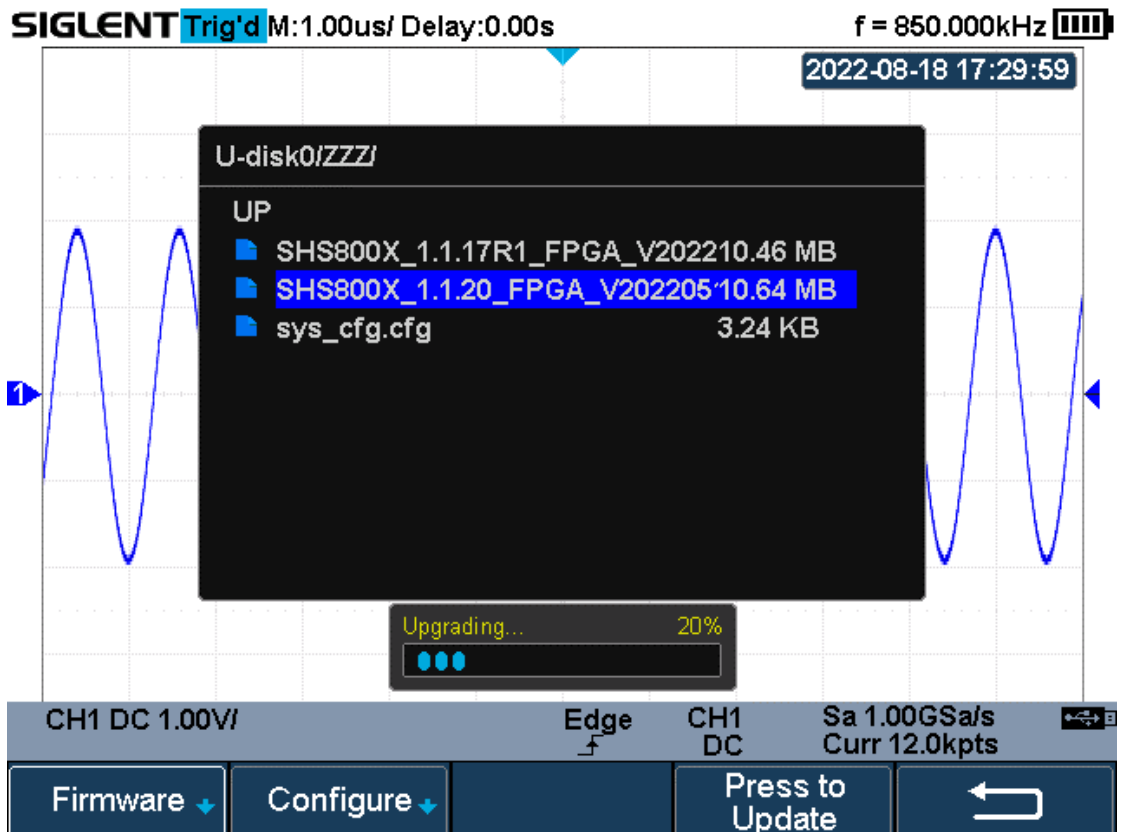 SIGLENT Trig'd M:1.00us/ Delay:0.00s f = 850.000kHz
2022-08-18 17:29:59
U-disk0/ZZZ/
UP
SHS800X_1.1.17R1_FPGA_V202210.46 MB
SHS800X_1.1.20_FPGA_V20220510.64 MB
sys_cfg.cfg 3.24 KB
1
Upgrading... 20%
CH1 DC 1.00V/ Edge CH1 Sa 1.00GSa/s
DC Curr 12.0kpts
Firmware Configure Press to
Update